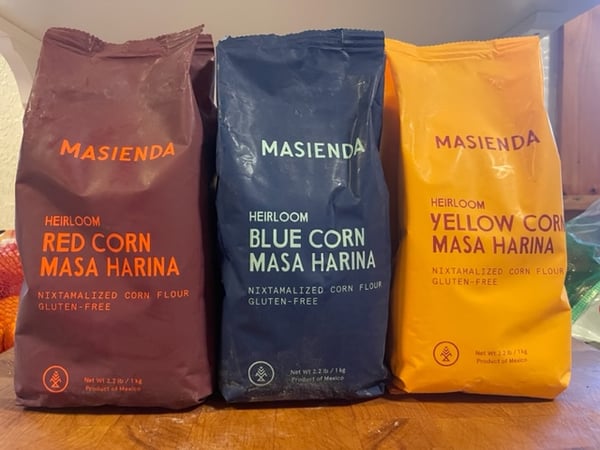 MASIENDA
HEIRLOOM
RED CORN
MASA HARINA
NIXTAMALIZED CORN FLOUR
GLUTEN-FREE
Net Wt 2.2 lb / 1 kg
Product of Mexico
MASIENDA
HEIRLOOM
BLUE CORN
MASA HARINA
NIXTAMALIZED CORN FLOUR
GLUTEN-FREE
Net Wt 2.2 lb / 1 kg
Product of Mexico
MASIENDA
HEIRLOOM
YELLOW CORN
MASA HARINA
NIXTAMALIZED CORN FLOUR
GLUTEN-FREE
Net Wt 2.2 lb / 1 kg
Product of Mexico